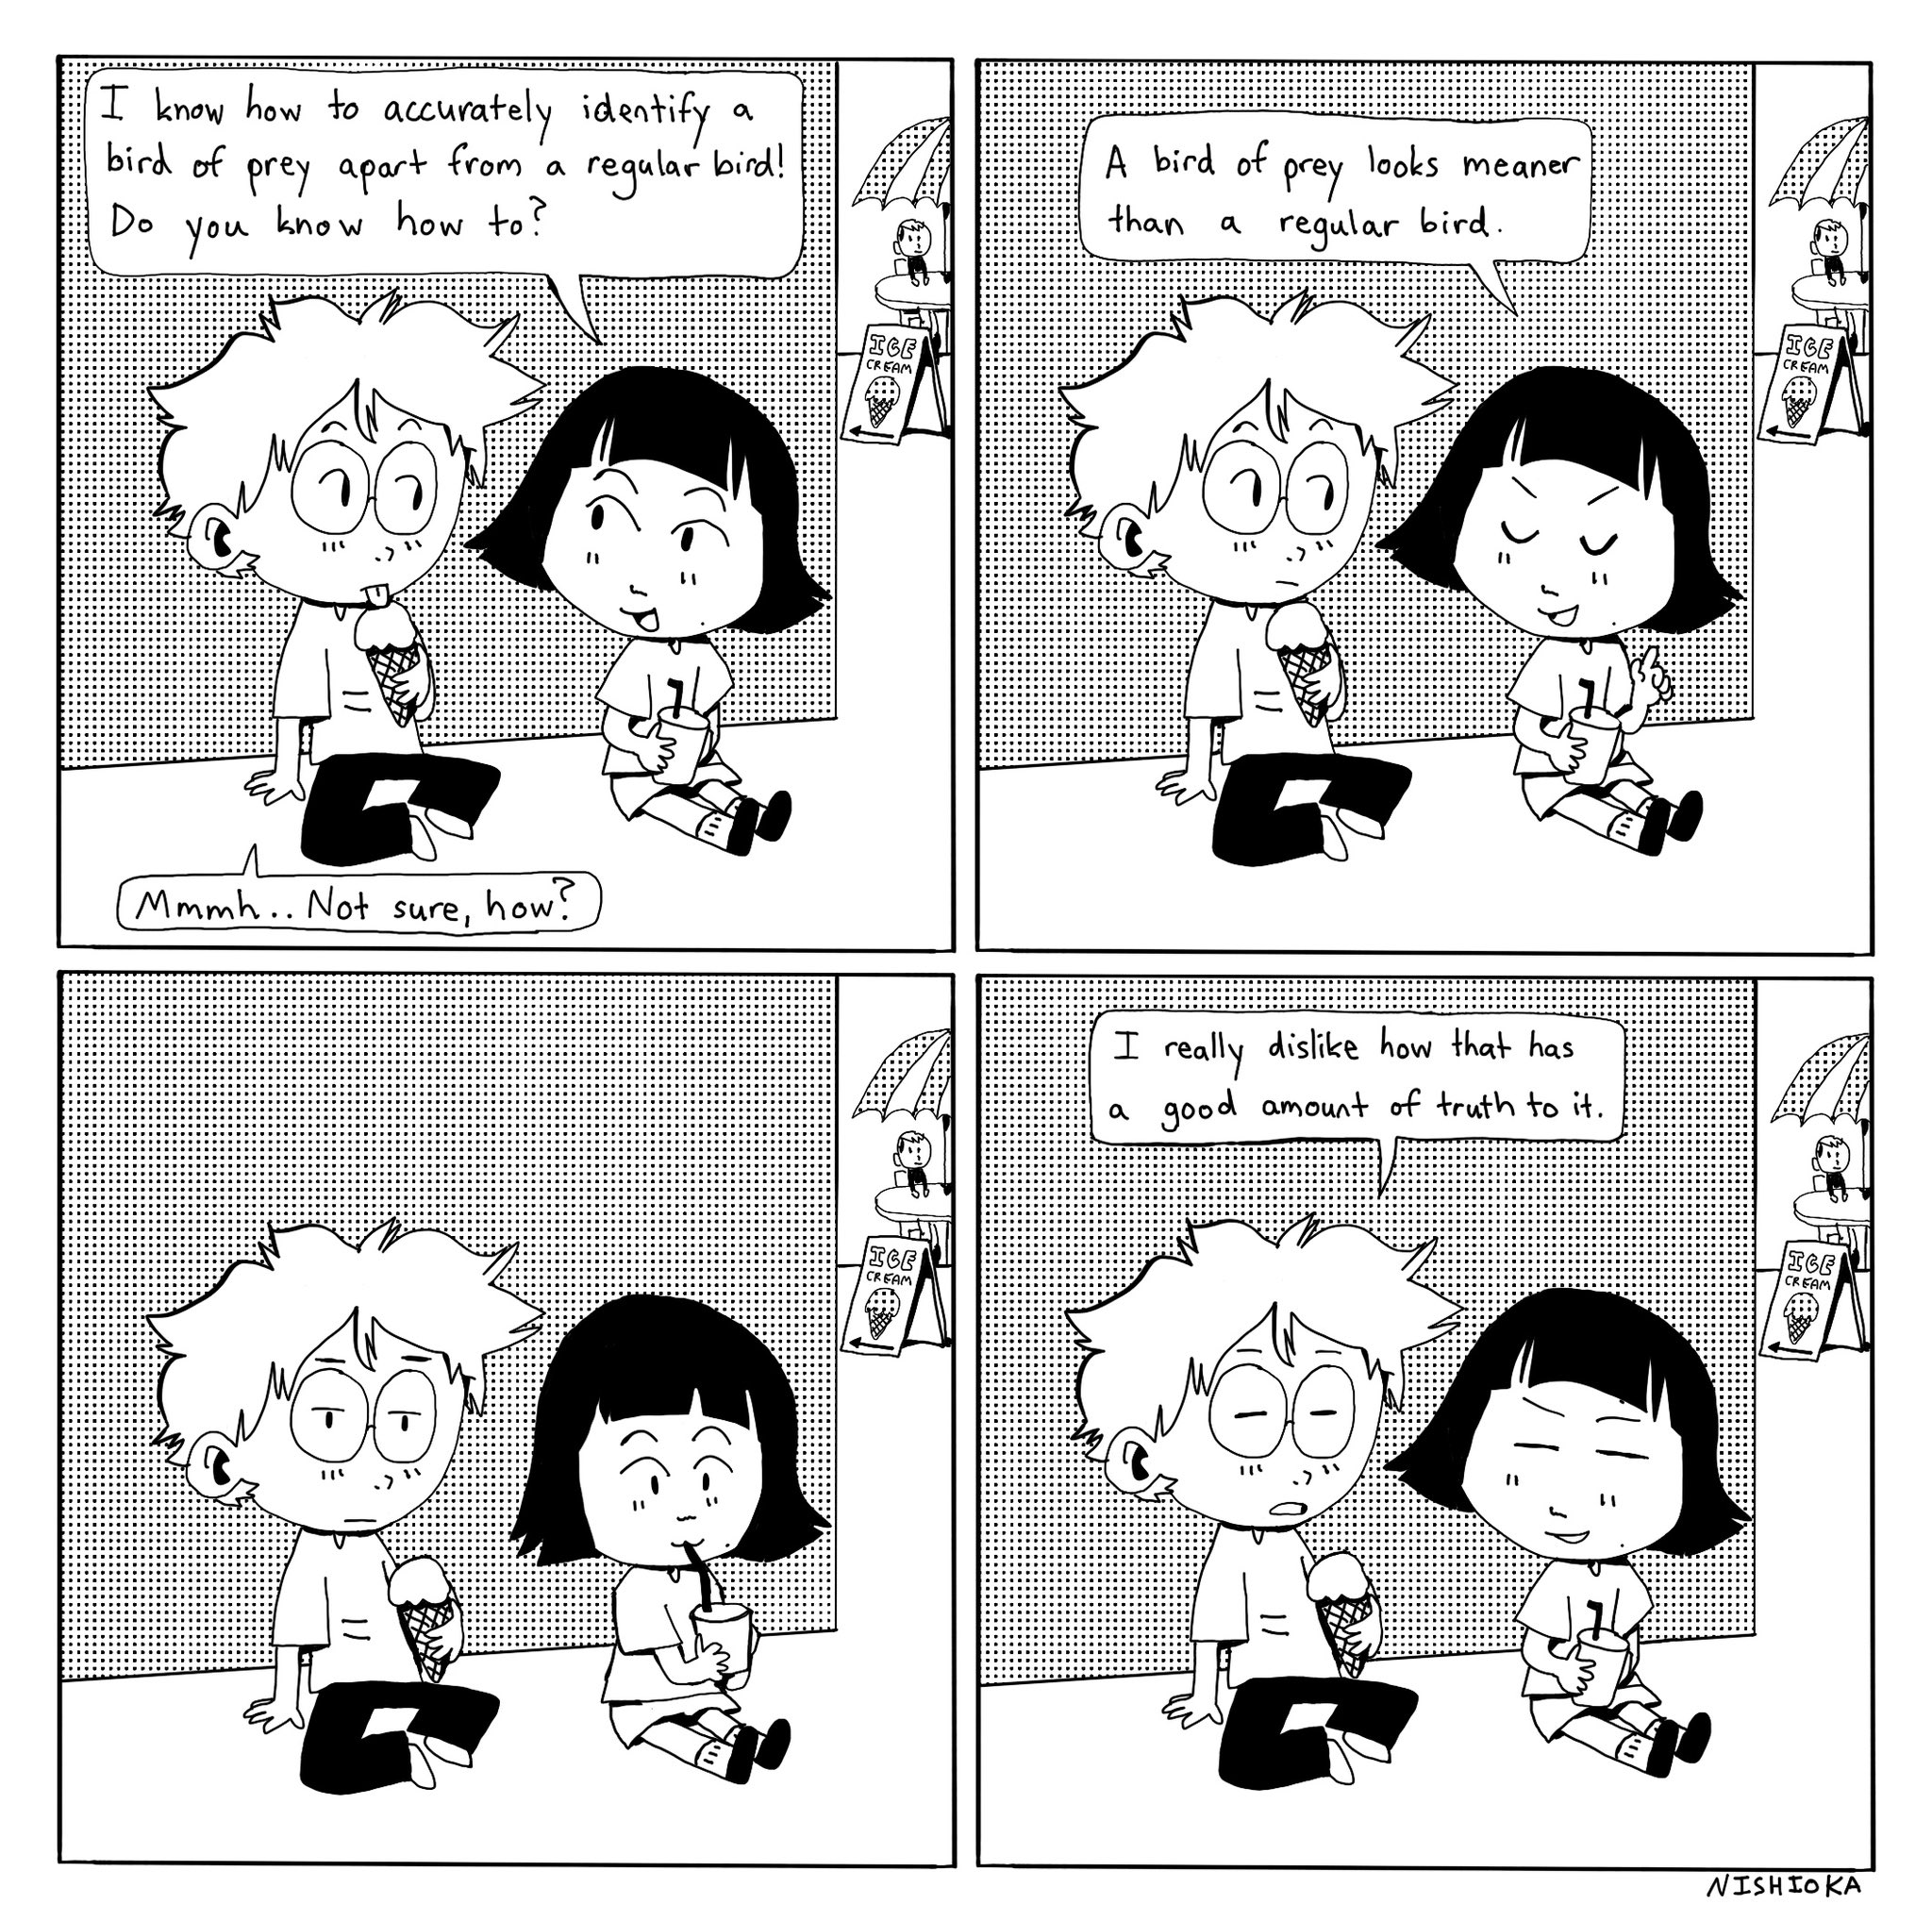 I know how to accurately identify a
bird of prey apart from a regular bird!
Do you know how to?
Mmmh.. Not sure, how?
ICE
CREAM
A bird of prey looks meaner
than a regular bird.
ICE
CREAM
ICE
CREAM
I really dislike how that has
a good amount of truth to it.
ICE
CREAM
NISHIOKA